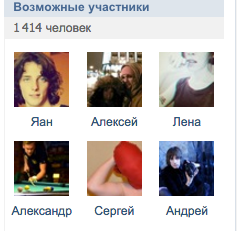 Возможные участники
1 414 человек
Яан Алексей Лена
Александр Сергей Андрей